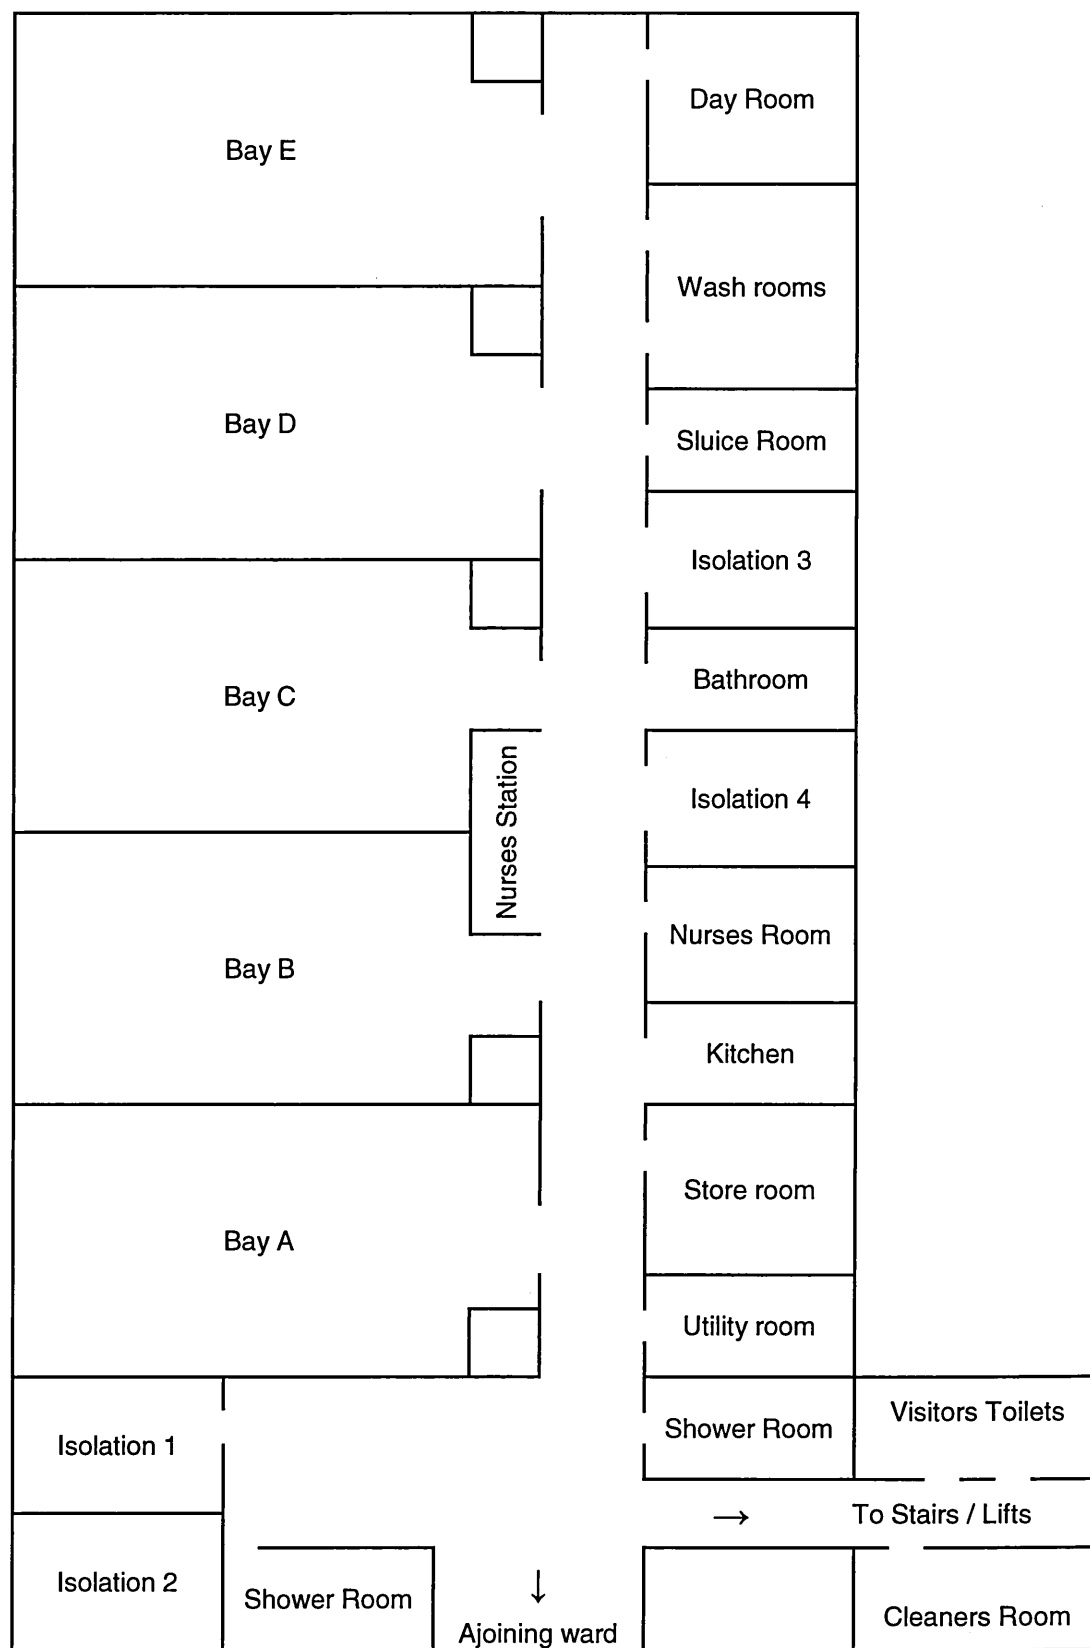 Day Room
Bay E
Wash rooms
Bay D
Sluice Room
Isolation 3
Bathroom
Bay C
Nurses Station
Isolation 4
Nurses Room
Bay B
Kitchen
Store room
Bay A
Utility room
Visitors Toilets
Shower Room
Isolation 1
→ To Stairs / Lifts
Isolation 2
Shower Room
↓
Cleaners Room
Ajoining ward